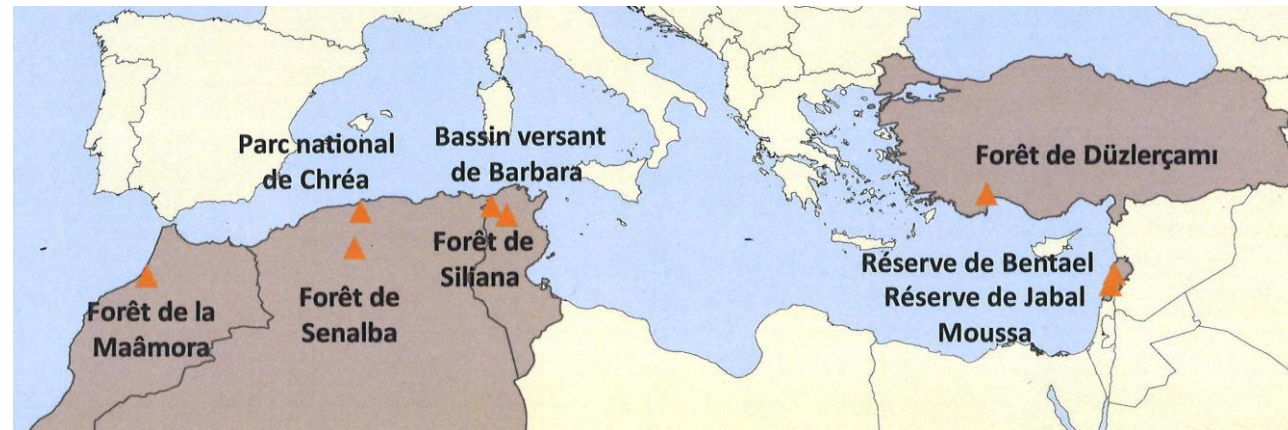 Parc national
de Chréa
Bassin versant
de Barbara
Forêt de Düzlerçamı
Forêt de
Siliana
Réserve de Bentael
Réserve de Jabal
Moussa
Forêt de la
Maâmora
Forêt de
Senalba